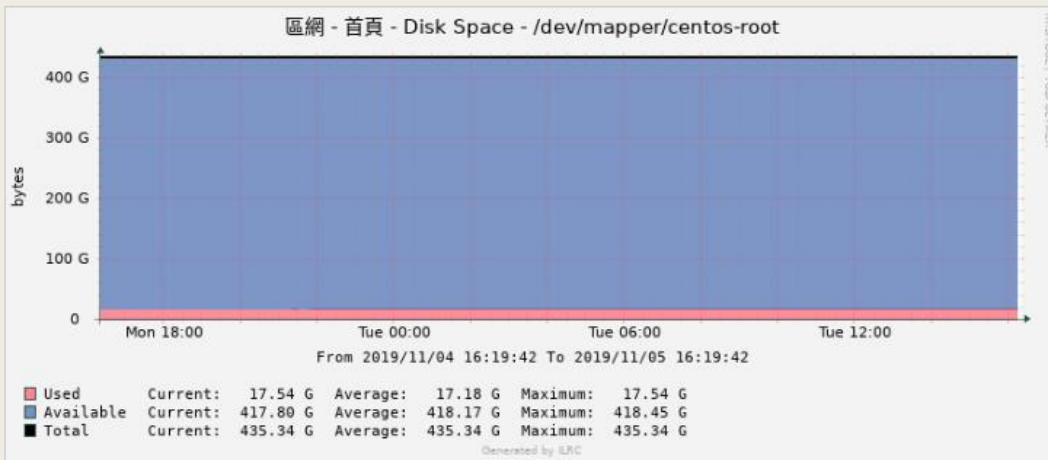 區網 - 首頁 - Disk Space - /dev/mapper/centos-root
bytes
400 G
300 G
200 G
100 G
0
Mon 18:00 Tue 00:00 Tue 06:00 Tue 12:00
From 2019/11/04 16:19:42 To 2019/11/05 16:19:42
Used Current: 17.54 G Average: 17.18 G Maximum: 17.54 G
Available Current: 417.80 G Average: 418.17 G Maximum: 418.45 G
Total Current: 435.34 G Average: 435.34 G Maximum: 435.34 G
Generated by ILRC